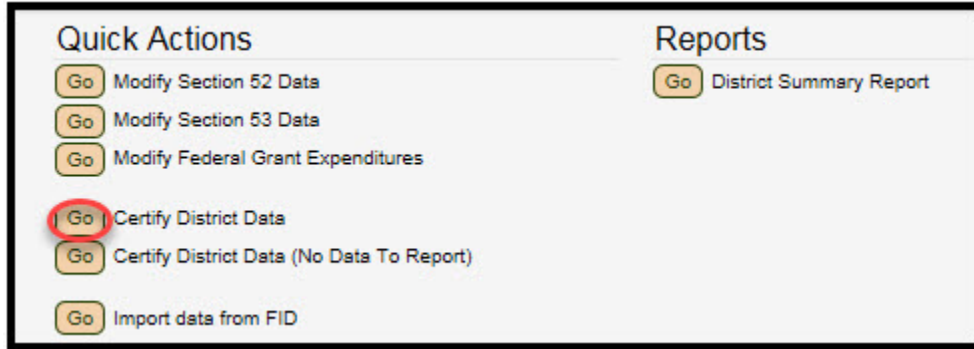 Quick Actions
Go Modify Section 52 Data
Go Modify Section 53 Data
Go Modify Federal Grant Expenditures
Go Certify District Data
Go Certify District Data (No Data To Report)
Go Import data from FID
Reports
Go District Summary Report